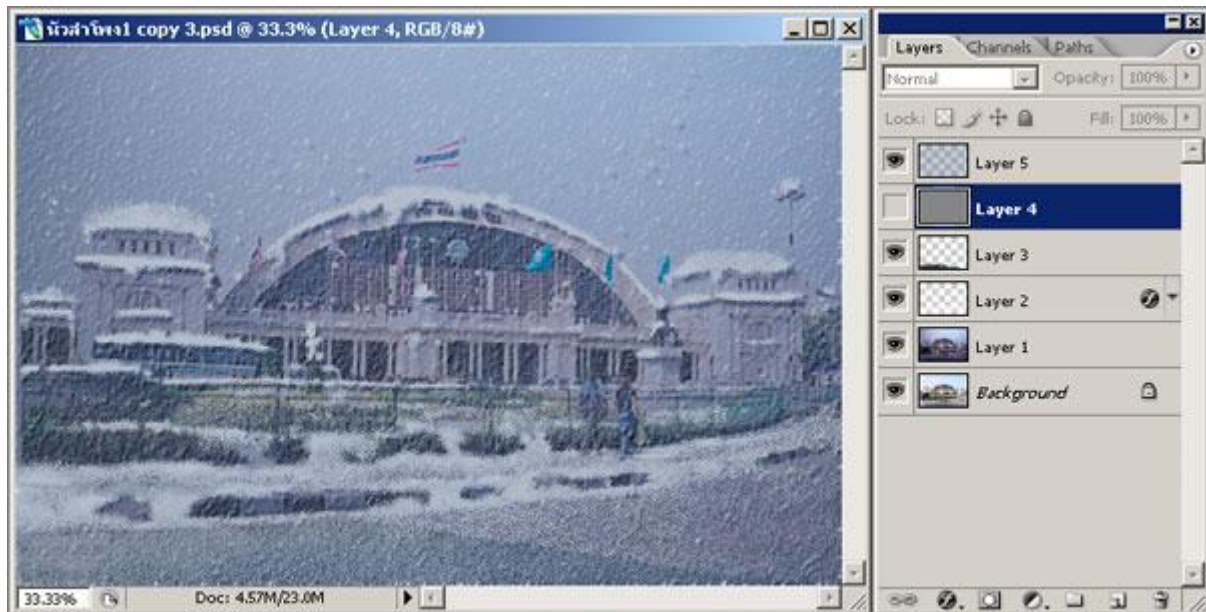 หัวลำโพง1 copy 3.psd @ 33.3% (Layer 4, RGB/8#)
Layers Channels Paths
Normal Opacity: 100%
Lock: Fill: 100%
Layer 5
Layer 4
Layer 3
Layer 2
Layer 1
Background
33.33% Doc: 4.57M/23.0M